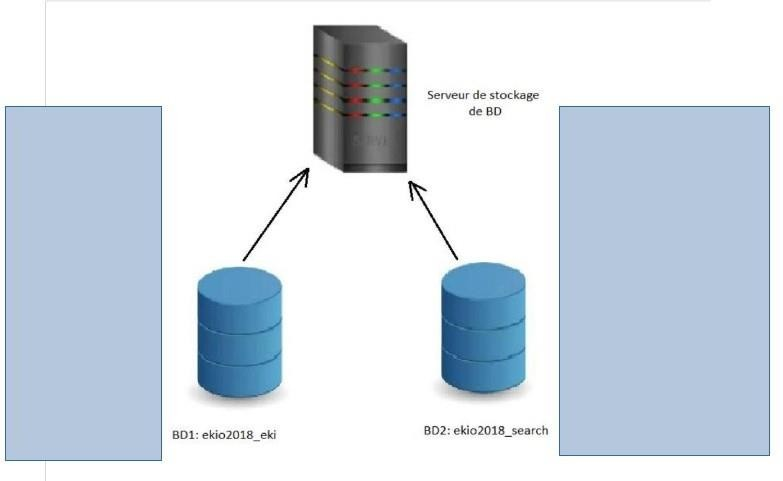 Serveur de stockage
de BD
BD1: ekio2018_eki
BD2: ekio2018_search